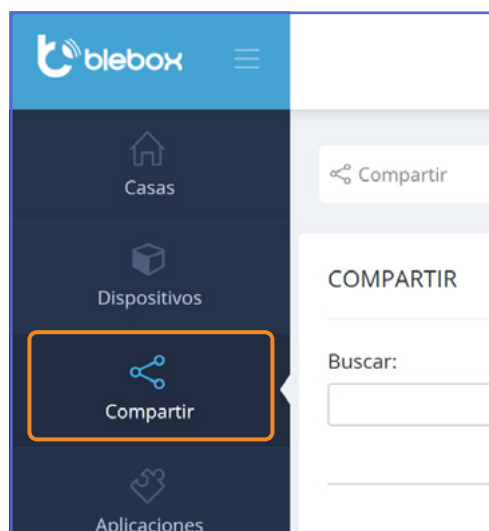 blebox
Casas
Compartir
Dispositivos
COMPARTIR
Compartir
Buscar:
Aplicaciones